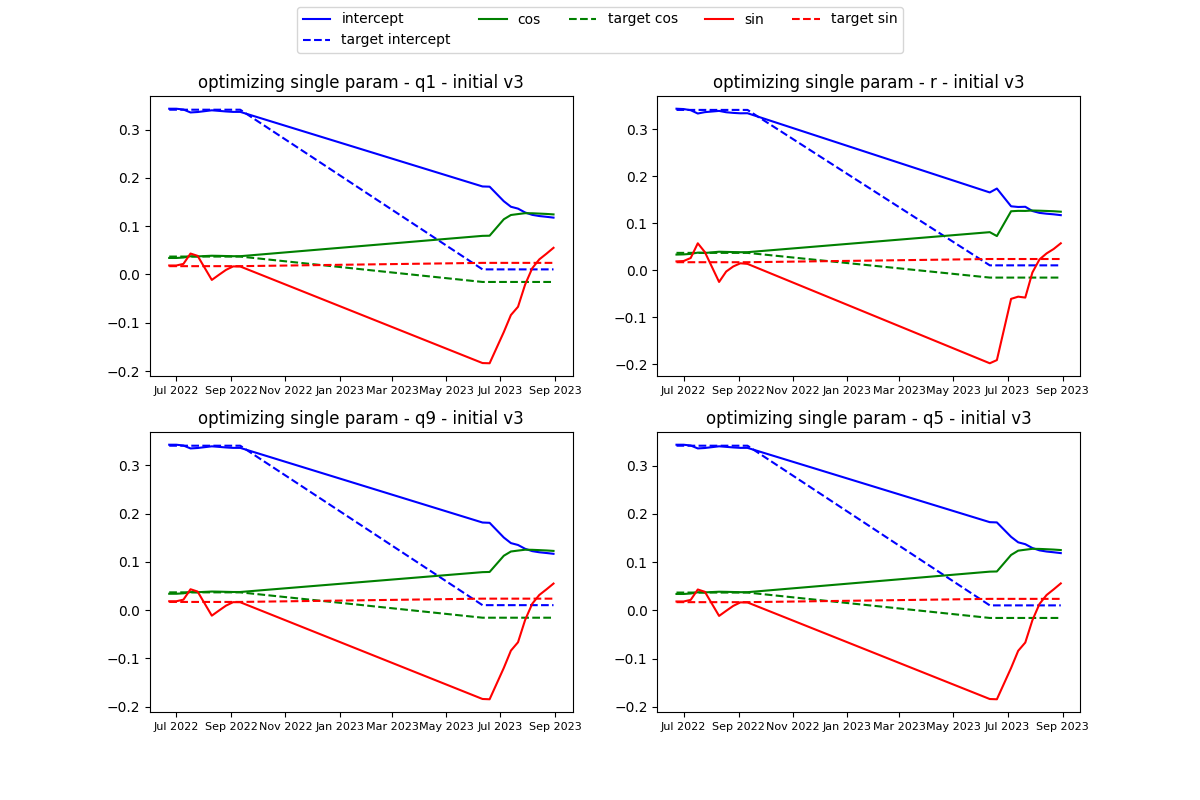 intercept cos target cos sin target sin
target intercept
optimizing single param - q1 - initial v3
0.3
0.2
0.1
0.0
−0.1
−0.2
Jul 2022 Sep 2022 Nov 2022 Jan 2023 Mar 2023 May 2023 Jul 2023 Sep 2023
optimizing single param - r - initial v3
0.3
0.2
0.1
0.0
−0.1
−0.2
Jul 2022 Sep 2022 Nov 2022 Jan 2023 Mar 2023 May 2023 Jul 2023 Sep 2023
optimizing single param - q9 - initial v3
0.3
0.2
0.1
0.0
−0.1
−0.2
Jul 2022 Sep 2022 Nov 2022 Jan 2023 Mar 2023 May 2023 Jul 2023 Sep 2023
optimizing single param - q5 - initial v3
0.3
0.2
0.1
0.0
−0.1
−0.2
Jul 2022 Sep 2022 Nov 2022 Jan 2023 Mar 2023 May 2023 Jul 2023 Sep 2023